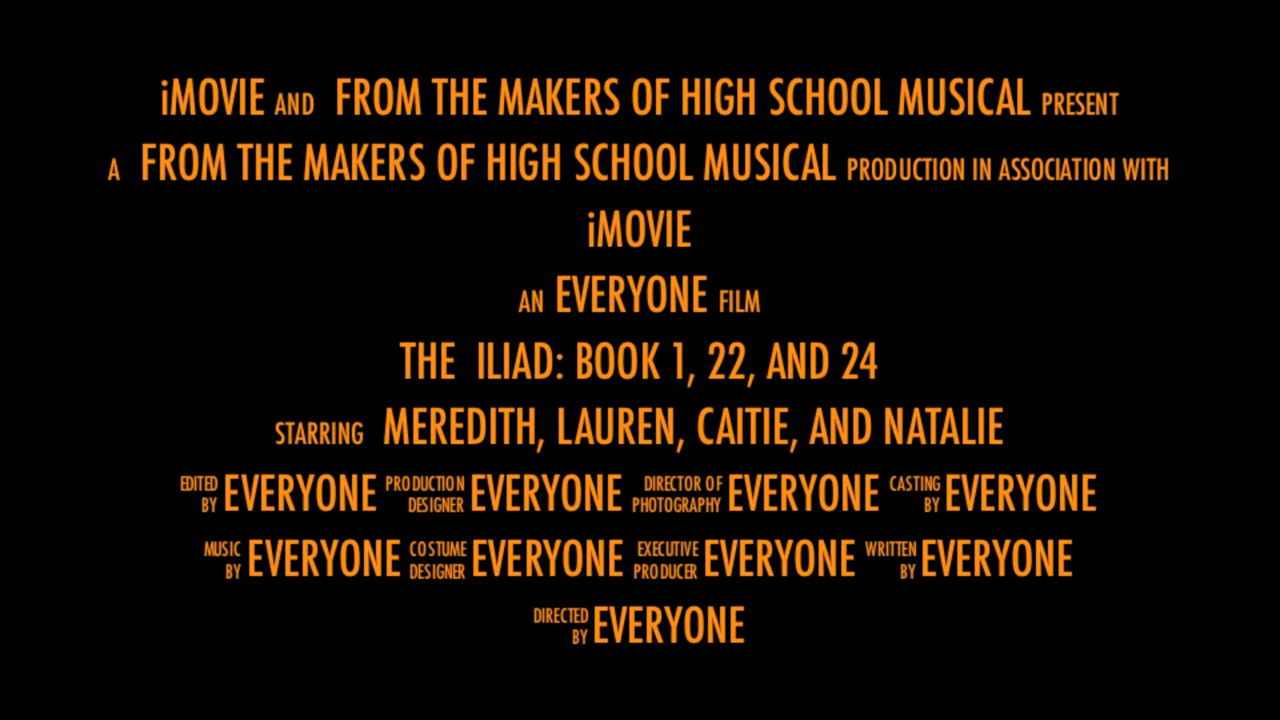 iMOVIE AND FROM THE MAKERS OF HIGH SCHOOL MUSICAL PRESENT
A FROM THE MAKERS OF HIGH SCHOOL MUSICAL PRODUCTION IN ASSOCIATION WITH
iMOVIE
AN EVERYONE FILM
THE ILIAD: BOOK 1, 22, AND 24
STARRING MEREDITH, LAUREN, CAITIE, AND NATALIE
EDITED BY EVERYONE PRODUCTION DESIGNER EVERYONE DIRECTOR OF PHOTOGRAPHY EVERYONE CASTING BY EVERYONE
MUSIC BY EVERYONE COSTUME DESIGNER EVERYONE EXECUTIVE PRODUCER EVERYONE WRITTEN BY EVERYONE
DIRECTED BY EVERYONE